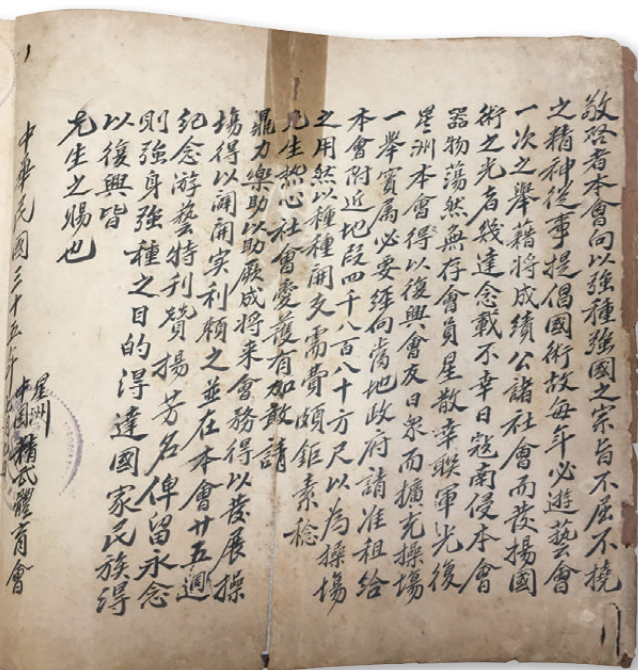 敬啓者本會向以強種強國之宗旨不屈不撓
之精神從事提倡國術故每年必遊藝會
一次之舉藉將成績公諸社會而發揚國
術之光者幾達念載不幸日寇南侵本會
器物蕩然無存會員星散幸聯軍光復
星洲本會得以復興會友日衆而擴充操場
一舉實属必要經向當地政府請准租給
本會附近地段四千八百八十方尺以為操場
之用然以種種開支需費頗鉅素稔
先生熱心社會愛護有加敢請
鼎力樂助以助厥成將来會務得以發展操
場得以闢開实利賴之並在本會廿五週
紀念游藝特刊贊揚芳名俾留永念
則強身強種之目的得達國家民族得
以復興皆
先生之賜也
星洲
中國精武體育會
中華民國三十五年